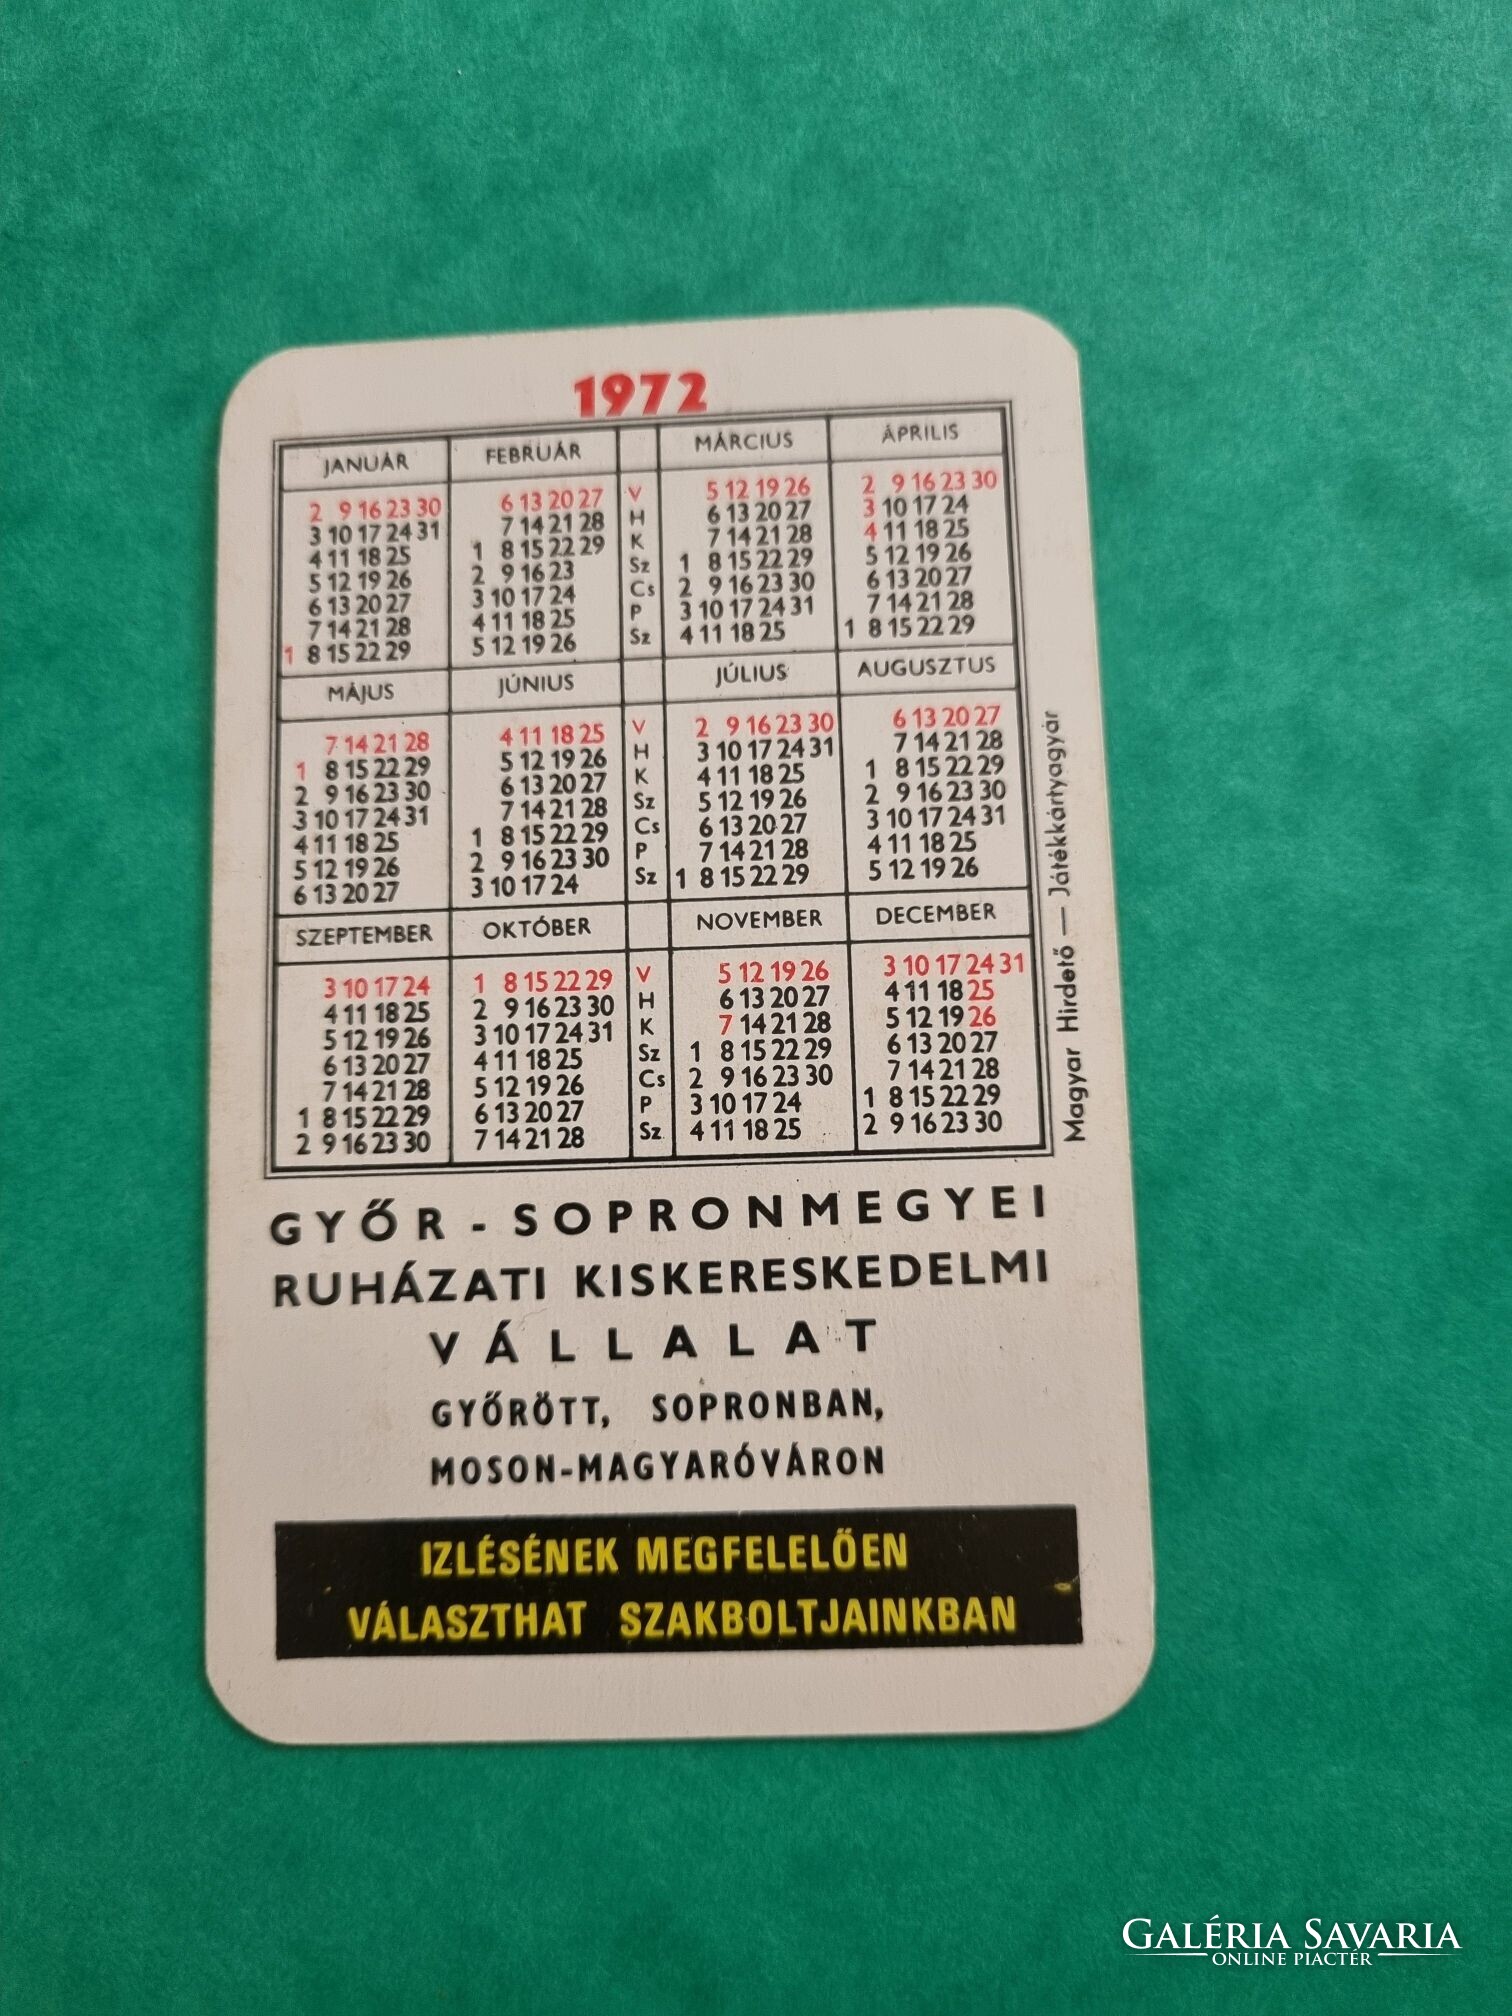 1972
JANUÁR FEBRUÁR MÁRCIUS ÁPRILIS
2 9 16 23 30 6 13 20 27 V 5 12 19 26 2 9 16 23 30
3 10 17 24 31 7 14 21 28 H 6 13 20 27 3 10 17 24
4 11 18 25 1 8 15 22 29 K 7 14 21 28 4 11 18 25
5 12 19 26 2 9 16 23 Sz 1 8 15 22 29 5 12 19 26
6 13 20 27 3 10 17 24 Cs 2 9 16 23 30 6 13 20 27
7 14 21 28 4 11 18 25 P 3 10 17 24 31 7 14 21 28
1 8 15 22 29 5 12 19 26 Sz 4 11 18 25 1 8 15 22 29
MÁJUS JÚNIUS JÚLIUS AUGUSZTUS
7 14 21 28 4 11 18 25 V 2 9 16 23 30 6 13 20 27
1 8 15 22 29 5 12 19 26 H 3 10 17 24 31 7 14 21 28
2 9 16 23 30 6 13 20 27 K 4 11 18 25 1 8 15 22 29
3 10 17 24 31 7 14 21 28 Sz 5 12 19 26 2 9 16 23 30
4 11 18 25 1 8 15 22 29 Cs 6 13 20 27 3 10 17 24 31
5 12 19 26 2 9 16 23 30 P 7 14 21 28 4 11 18 25
6 13 20 27 3 10 17 24 Sz 1 8 15 22 29 5 12 19 26
SZEPTEMBER OKTÓBER NOVEMBER DECEMBER
3 10 17 24 1 8 15 22 29 V 5 12 19 26 3 10 17 24 31
4 11 18 25 2 9 16 23 30 H 6 13 20 27 4 11 18 25
5 12 19 26 3 10 17 24 31 K 7 14 21 28 5 12 19 26
6 13 20 27 4 11 18 25 Sz 1 8 15 22 29 6 13 20 27
7 14 21 28 5 12 19 26 Cs 2 9 16 23 30 7 14 21 28
1 8 15 22 29 6 13 20 27 P 3 10 17 24 1 8 15 22 29
2 9 16 23 30 7 14 21 28 Sz 4 11 18 25 2 9 16 23 30
Magyar Hirdető — Játékkártyagyár
GYŐR - SOPRONMEGYEI
RUHÁZATI KISKERESKEDELMI
VÁLLALAT
GYŐRÖTT, SOPRONBAN,
MOSON-MAGYARÓVÁRON
IZLÉSÉNEK MEGFELELŐEN
VÁLASZTHAT SZAKBOLTJAINKBAN
GALÉRIA SAVARIA
ONLINE PIACTÉR